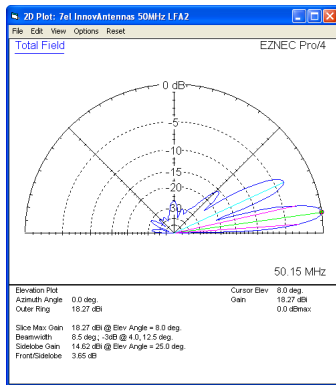 2D Plot: 7el InnovAntennas 50MHz LFA2
File Edit View Options Reset
Total Field
EZNEC Pro/4
0 dB
-5
-10
-15
-20
-30
50.15 MHz
Elevation Plot
Azimuth Angle 0.0 deg.
Outer Ring 18.27 dBi
Cursor Elev 8.0 deg.
Gain 18.27 dBi
0.0 dBmax
Slice Max Gain 18.27 dBi @ Elev Angle = 8.0 deg.
Beamwidth 8.5 deg.; -3dB @ 4.0, 12.5 deg.
Sidelobe Gain 14.62 dBi @ Elev Angle = 25.0 deg.
Front/Sidelobe 3.65 dB